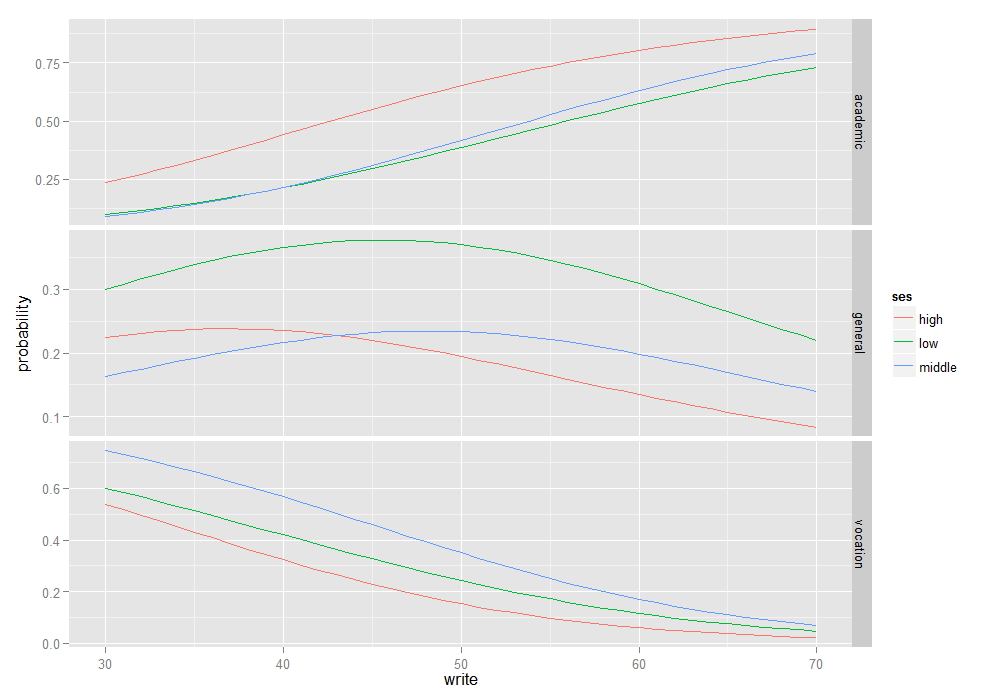 probability
0.75
0.50
0.25
academic
0.3
0.2
0.1
general
0.6
0.4
0.2
0.0
vocation
30 40 50 60 70
write
ses
high
low
middle